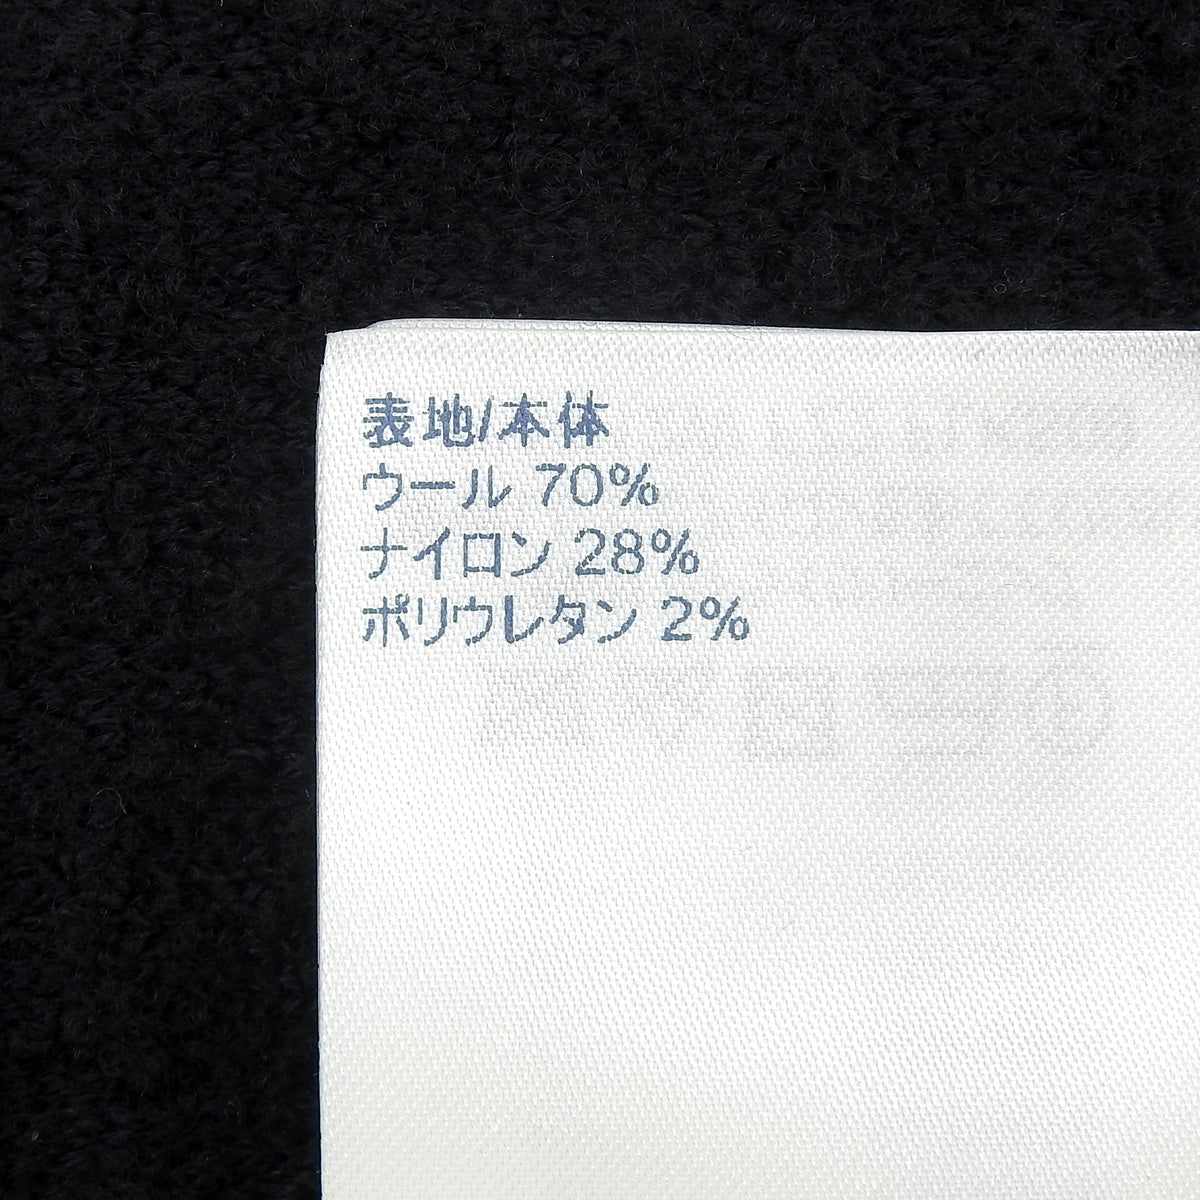 表地/本体
ウール 70%
ナイロン 28%
ポリウレタン 2%